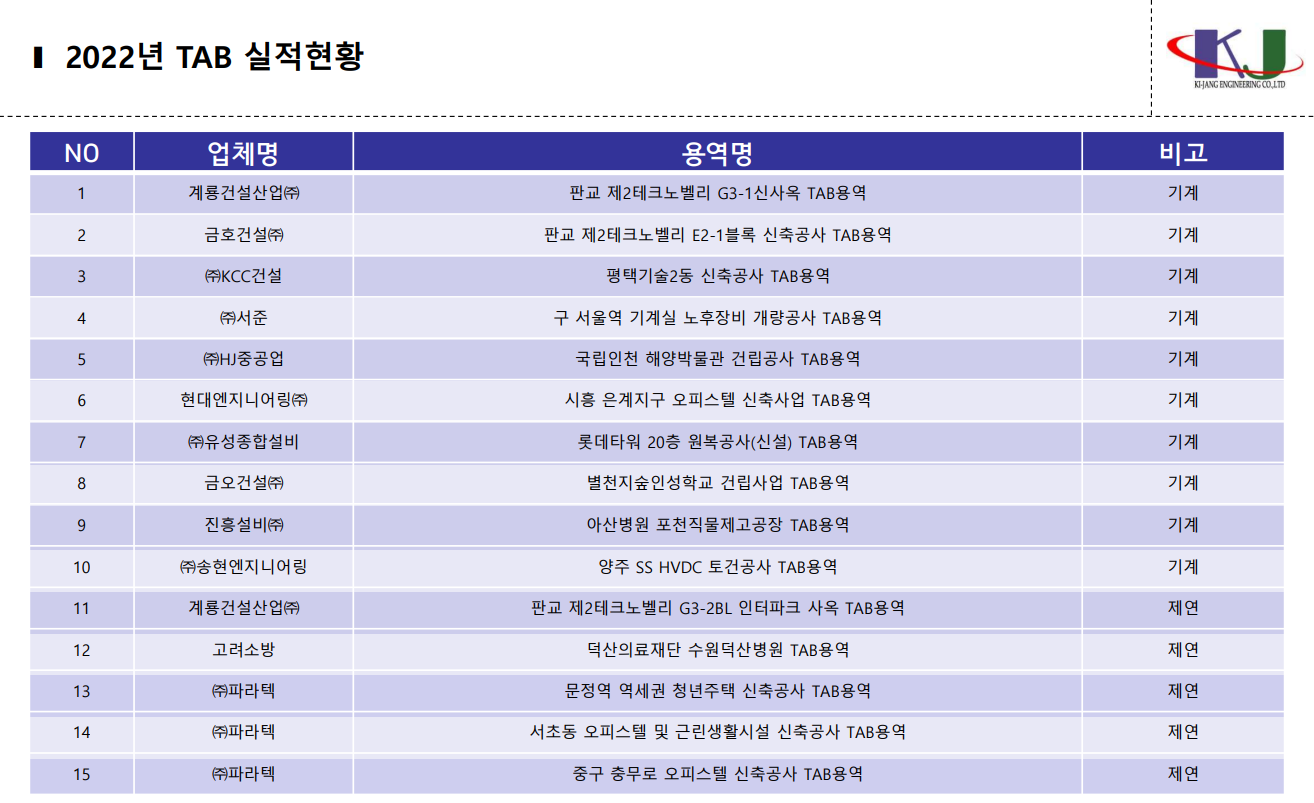 2022년 TAB 실적현황
KJ
KI-JANG ENGINEERING CO.,LTD
NO 업체명 용역명 비고
1 계룡건설산업㈜ 판교 제2테크노벨리 G3-1신사옥 TAB용역 기계
2 금호건설㈜ 판교 제2테크노벨리 E2-1블록 신축공사 TAB용역 기계
3 ㈜KCC건설 평택기술2동 신축공사 TAB용역 기계
4 ㈜서준 구 서울역 기계실 노후장비 개량공사 TAB용역 기계
5 ㈜HJ중공업 국립인천 해양박물관 건립공사 TAB용역 기계
6 현대엔지니어링㈜ 시흥 은계지구 오피스텔 신축사업 TAB용역 기계
7 ㈜유성종합설비 롯데타워 20층 원복공사(신설) TAB용역 기계
8 금오건설㈜ 별천지숲인성학교 건립사업 TAB용역 기계
9 진흥설비㈜ 아산병원 포천직물제고공장 TAB용역 기계
10 ㈜송현엔지니어링 양주 SS HVDC 토건공사 TAB용역 기계
11 계룡건설산업㈜ 판교 제2테크노벨리 G3-2BL 인터파크 사옥 TAB용역 제연
12 고려소방 덕산의료재단 수원덕산병원 TAB용역 제연
13 ㈜파라텍 문정역 역세권 청년주택 신축공사 TAB용역 제연
14 ㈜파라텍 서초동 오피스텔 및 근린생활시설 신축공사 TAB용역 제연
15 ㈜파라텍 중구 충무로 오피스텔 신축공사 TAB용역 제연